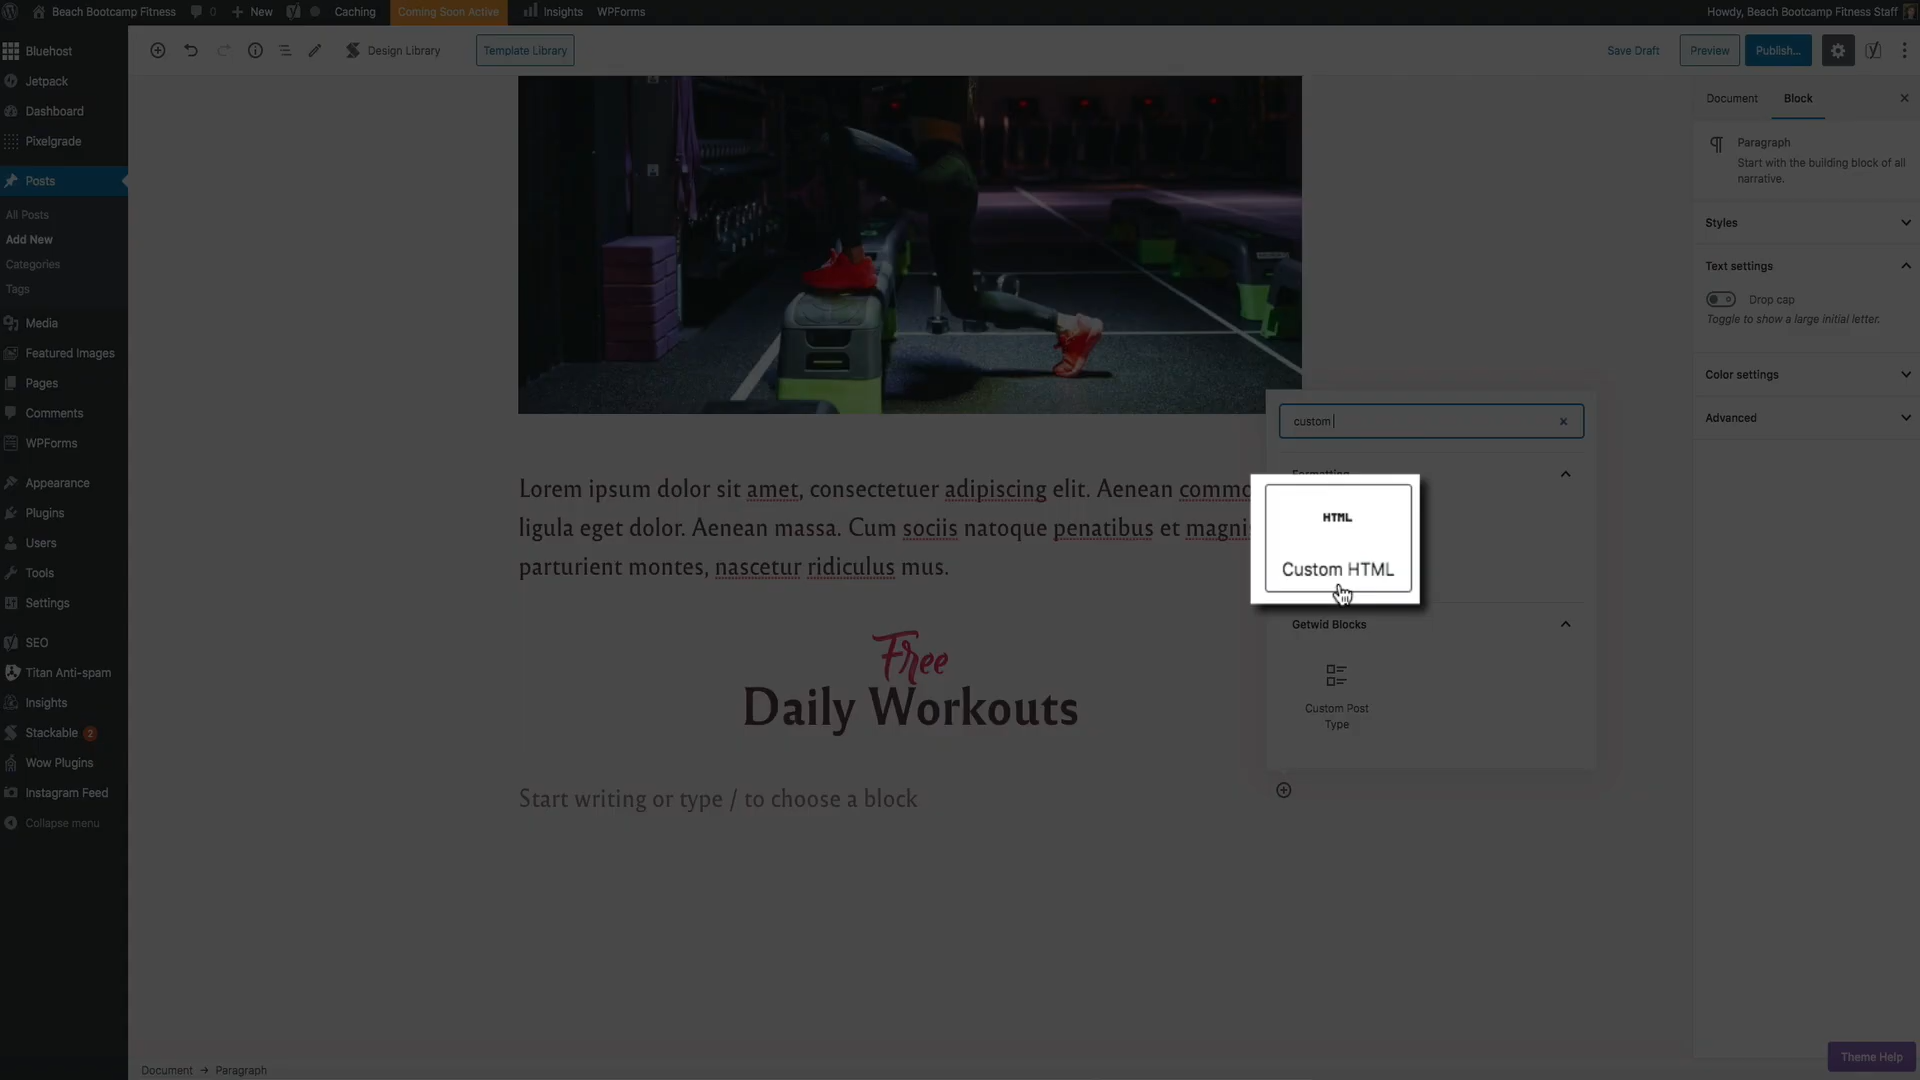 Beach Bootcamp Fitness 0 New Caching Coming Soon Active Insights WPForms Howdy, Beach Bootcamp Fitness Staff
Design Library Template Library Save Draft Preview Publish...
Bluehost
Jetpack
Dashboard
Pixelgrade
Posts
All Posts
Add New
Categories
Tags
Media
Featured Images
Pages
Comments
WPForms
Appearance
Plugins
Users
Tools
Settings
SEO
Titan Anti-spam
Insights
Stackable 2
Wow Plugins
Instagram Feed
Collapse menu
Lorem ipsum dolor sit amet, consectetuer adipiscing elit. Aenean
ligula eget dolor. Aenean massa. Cum sociis natoque penatibus et
parturient montes, nascetur ridiculus mus.
Free
Daily Workouts
Start writing or type / to choose a block
custom
Formatting
HTML
Custom HTML
Getwid Blocks
Custom Post
Type
Document Block
Paragraph
Start with the building block of all
narrative.
Styles
Text settings
Drop cap
Toggle to show a large initial letter.
Color settings
Advanced
Document → Paragraph
Theme Help